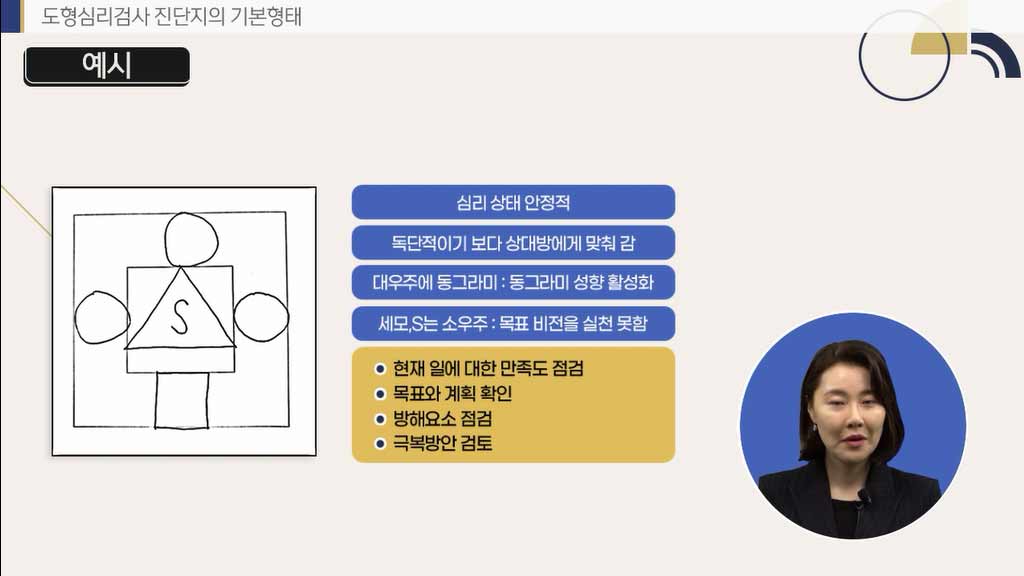 도형심리검사 진단지의 기본형태
예시
S
심리 상태 안정적
독단적이기 보다 상대방에게 맞춰 감
대우주에 동그라미 : 동그라미 성향 활성화
세모,S는 소우주 : 목표 비전을 실천 못함
현재 일에 대한 만족도 점검
목표와 계획 확인
방해요소 점검
극복방안 검토